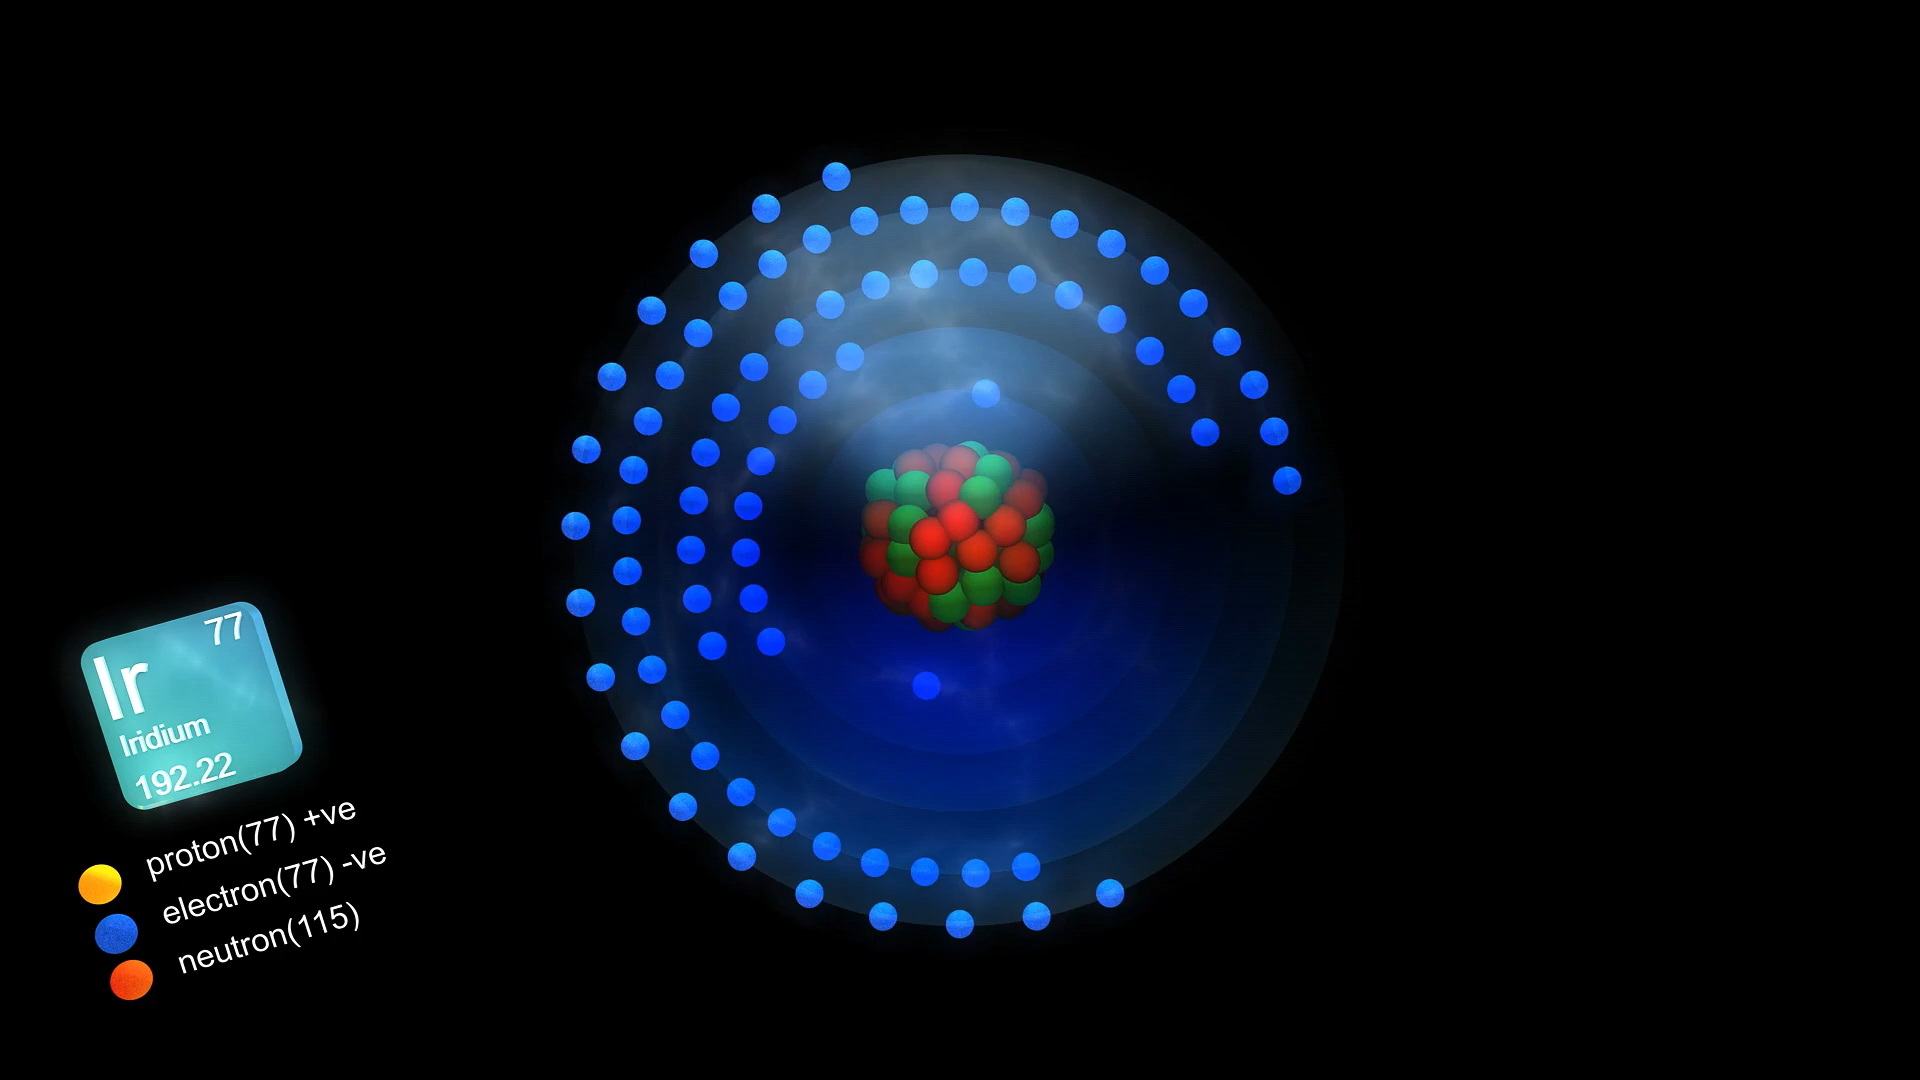 77
Ir
Iridium
192.22
proton(77) +ve
electron(77) -ve
neutron(115)